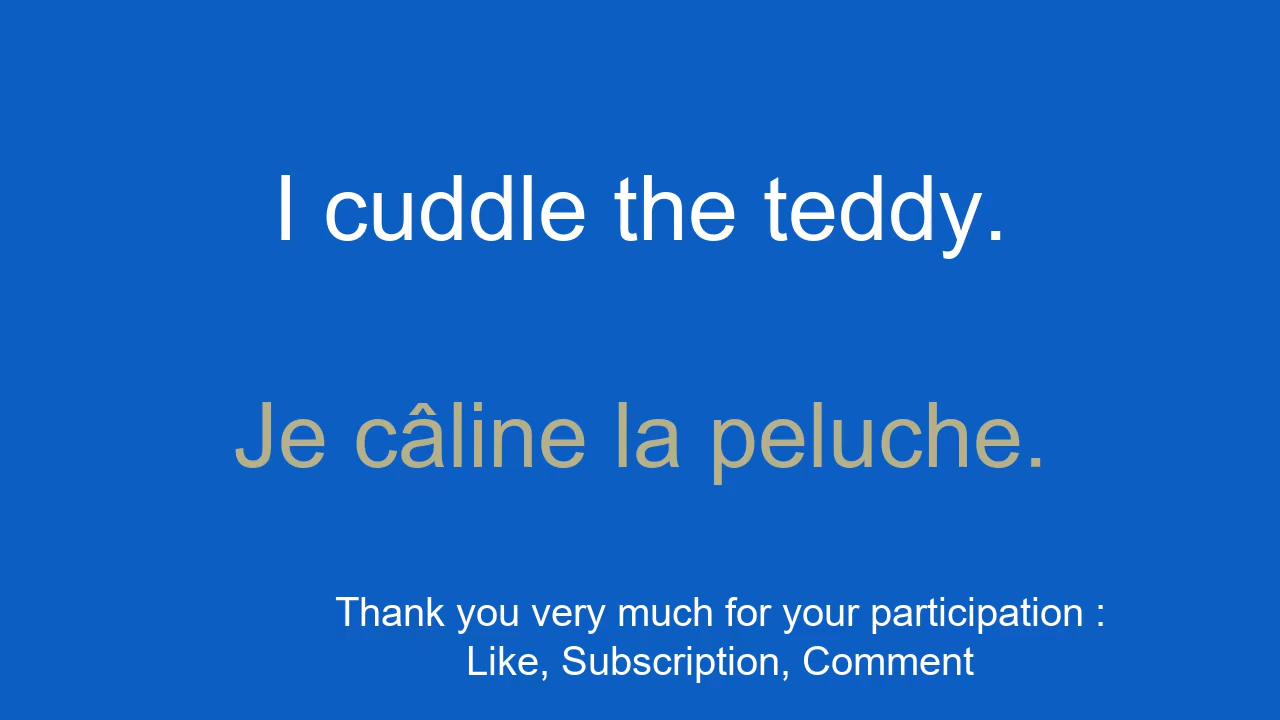 I cuddle the teddy.
Je câline la peluche.
Thank you very much for your participation :
Like, Subscription, Comment